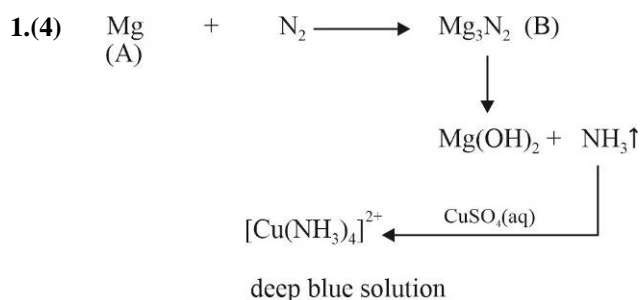 1.(4) Mg + N₂ ⟶ Mg₃N₂ (B)
(A)
Mg(OH)₂ + NH₃↑
CuSO₄(aq)
[Cu(NH₃)₄]²⁺
deep blue solution